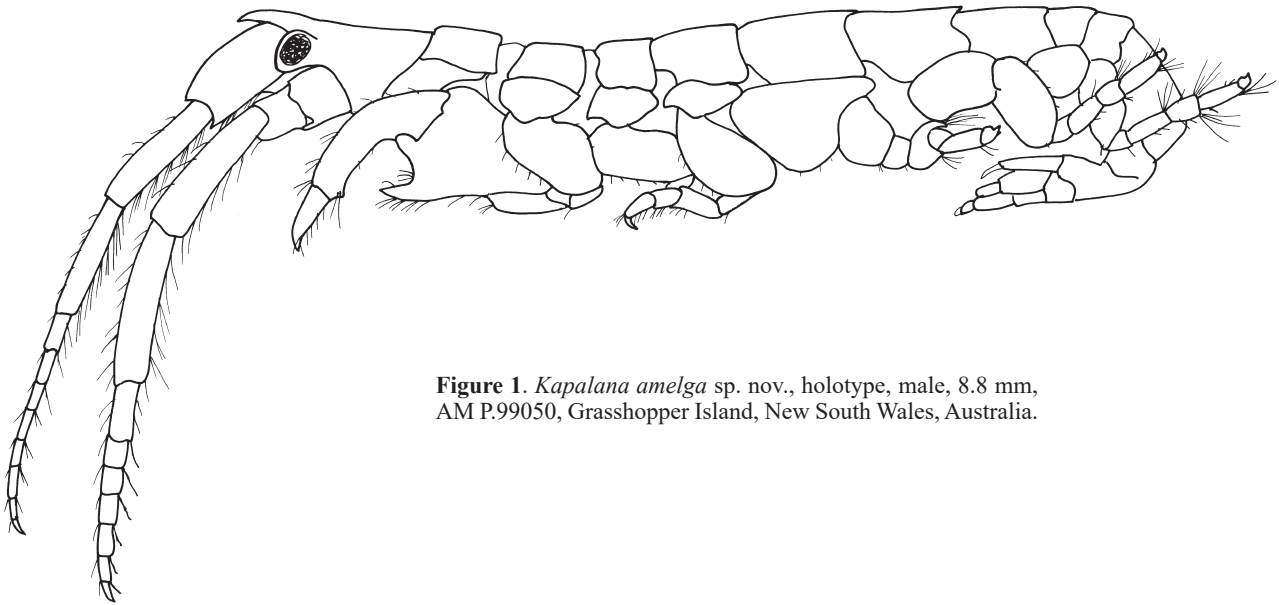 Figure 1. Kapalana amelga sp. nov., holotype, male, 8.8 mm,
AM P.99050, Grasshopper Island, New South Wales, Australia.